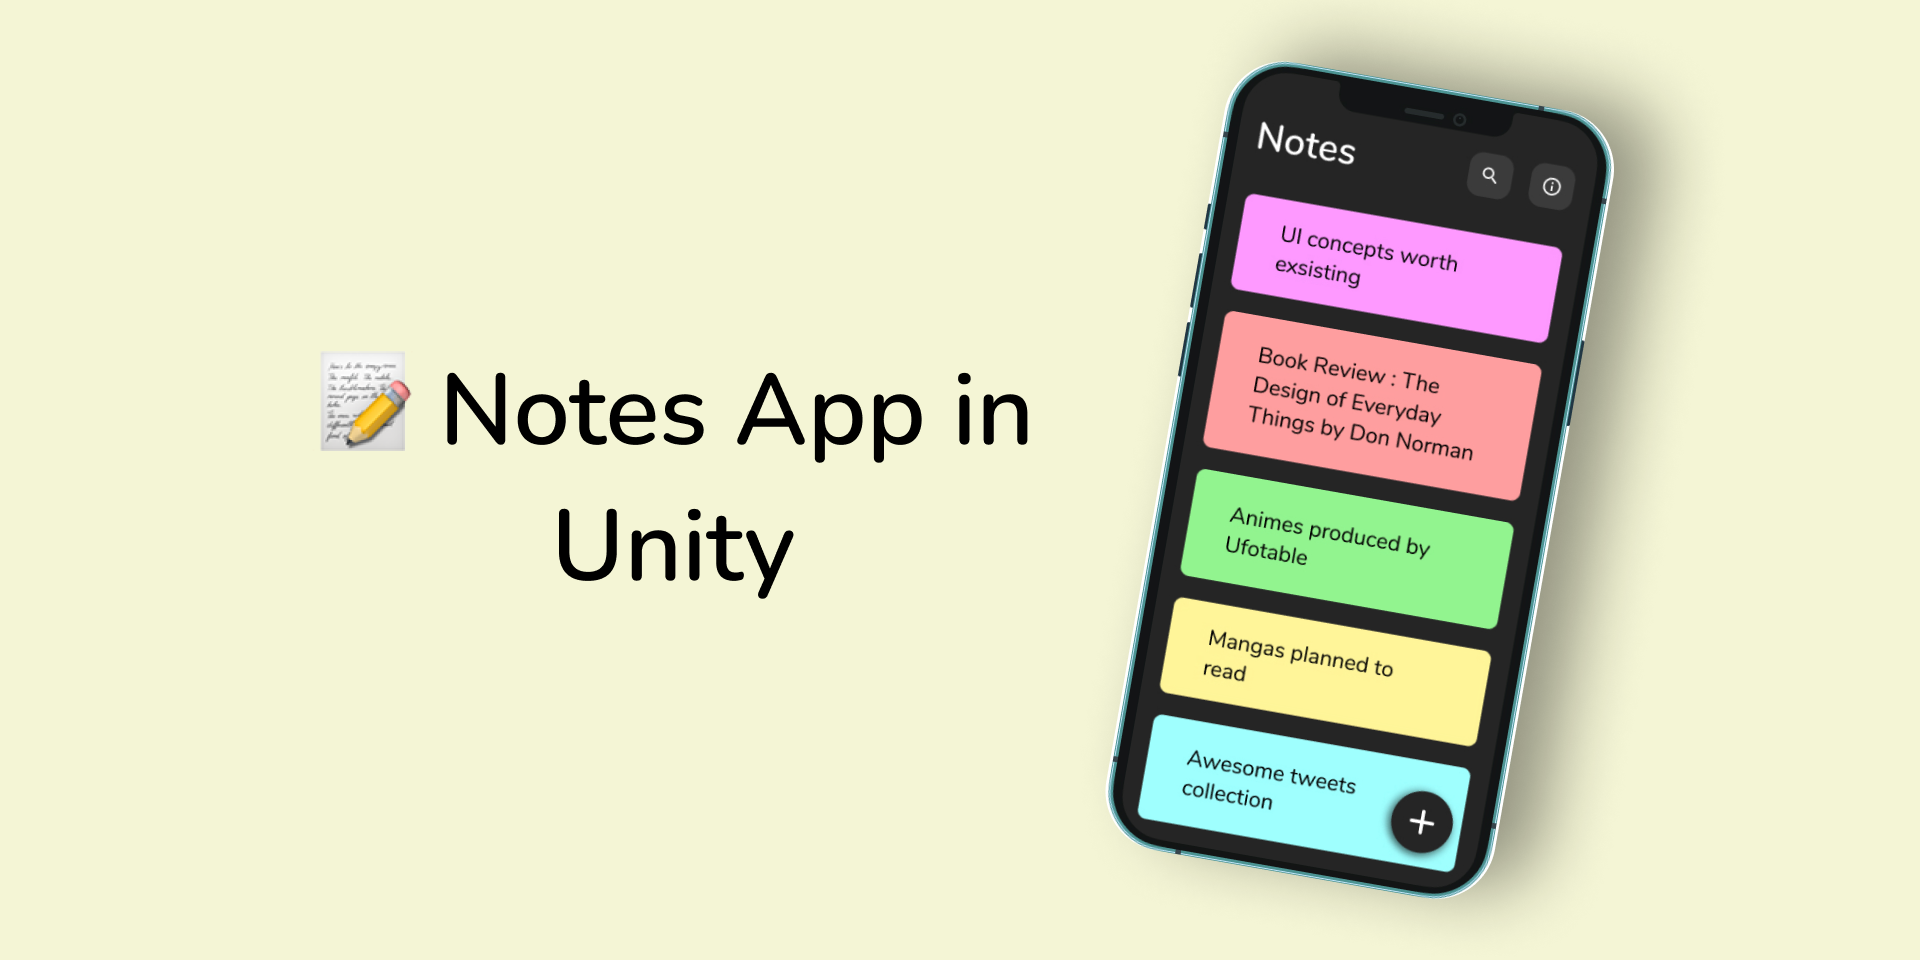 Notes App in
Unity
Notes
UI concepts worth
exsisting
Book Review : The
Design of Everyday
Things by Don Norman
Animes produced by
Ufotable
Mangas planned to
read
Awesome tweets
collection